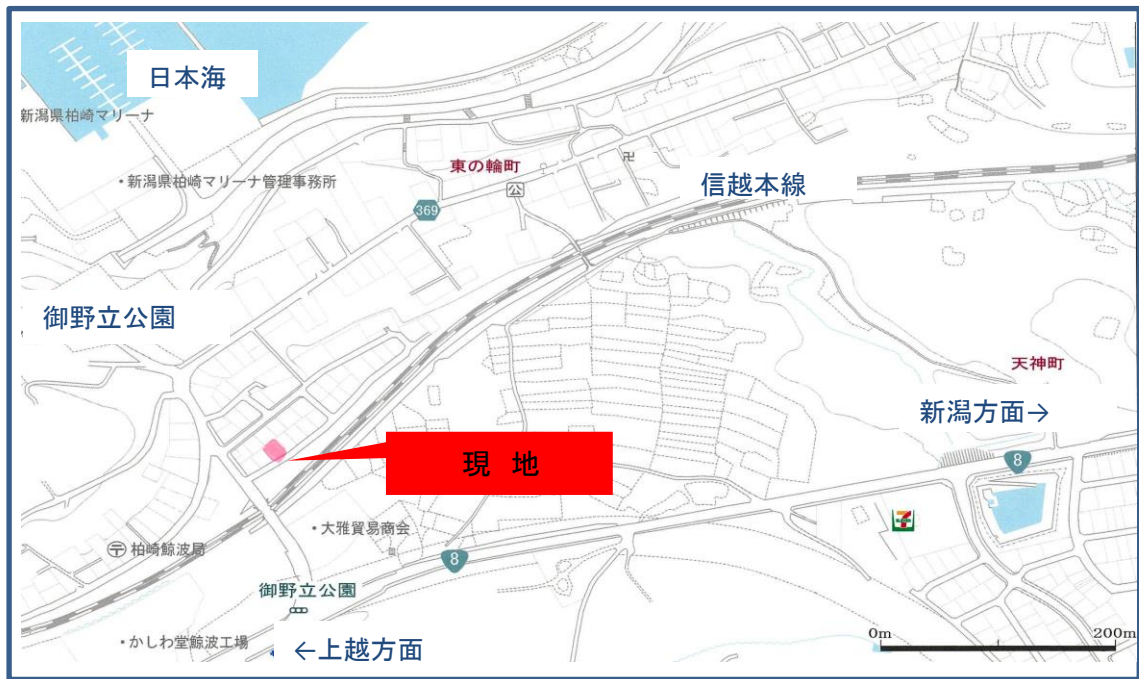 日本海
新潟県柏崎マリーナ
東の輪町
卍
・新潟県柏崎マリーナ管理事務所
信越本線
公
369
御野立公園
天神町
新潟方面→
現 地
8
7
ELEVEN
・大雅貿易商会
〒柏崎鯨波局
8
御野立公園
0m
200m
・かしわ堂鯨波工場
←上越方面